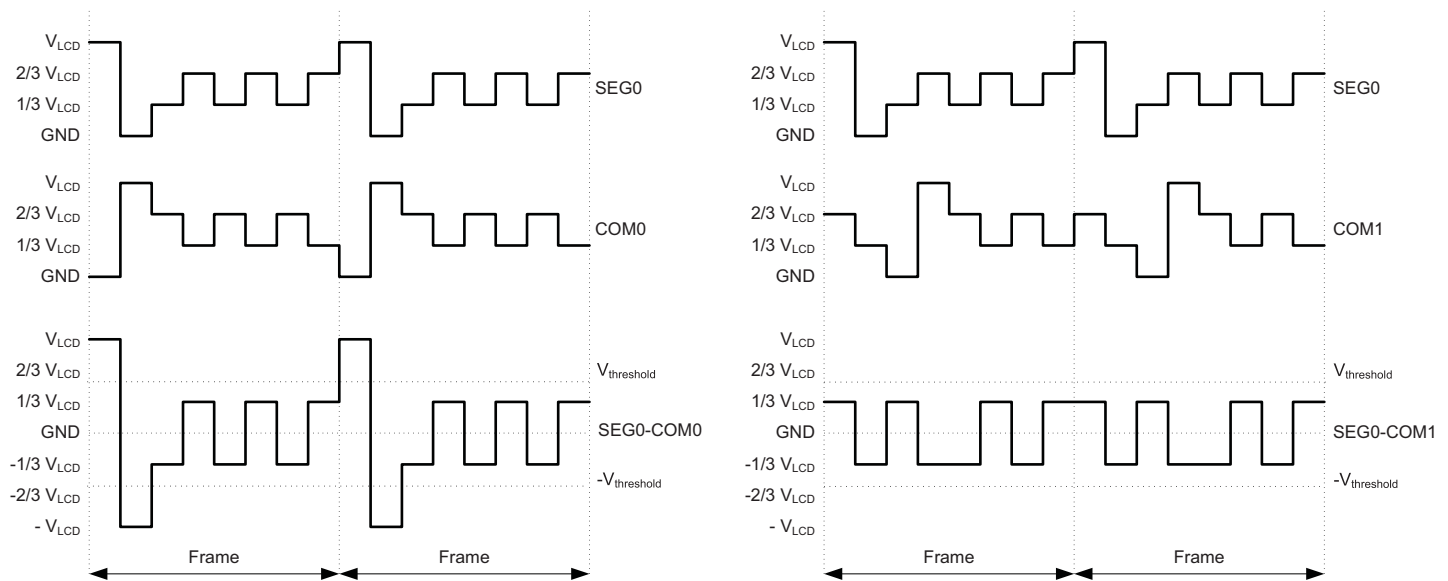 V_LCD
2/3 V_LCD
1/3 V_LCD
GND
SEG0
V_LCD
2/3 V_LCD
1/3 V_LCD
GND
COM0
V_LCD
2/3 V_LCD
1/3 V_LCD
GND
-1/3 V_LCD
-2/3 V_LCD
- V_LCD
V_threshold
SEG0-COM0
-V_threshold
Frame
Frame
V_LCD
2/3 V_LCD
1/3 V_LCD
GND
SEG0
V_LCD
2/3 V_LCD
1/3 V_LCD
GND
COM1
V_LCD
2/3 V_LCD
1/3 V_LCD
GND
-1/3 V_LCD
-2/3 V_LCD
- V_LCD
V_threshold
SEG0-COM1
-V_threshold
Frame
Frame